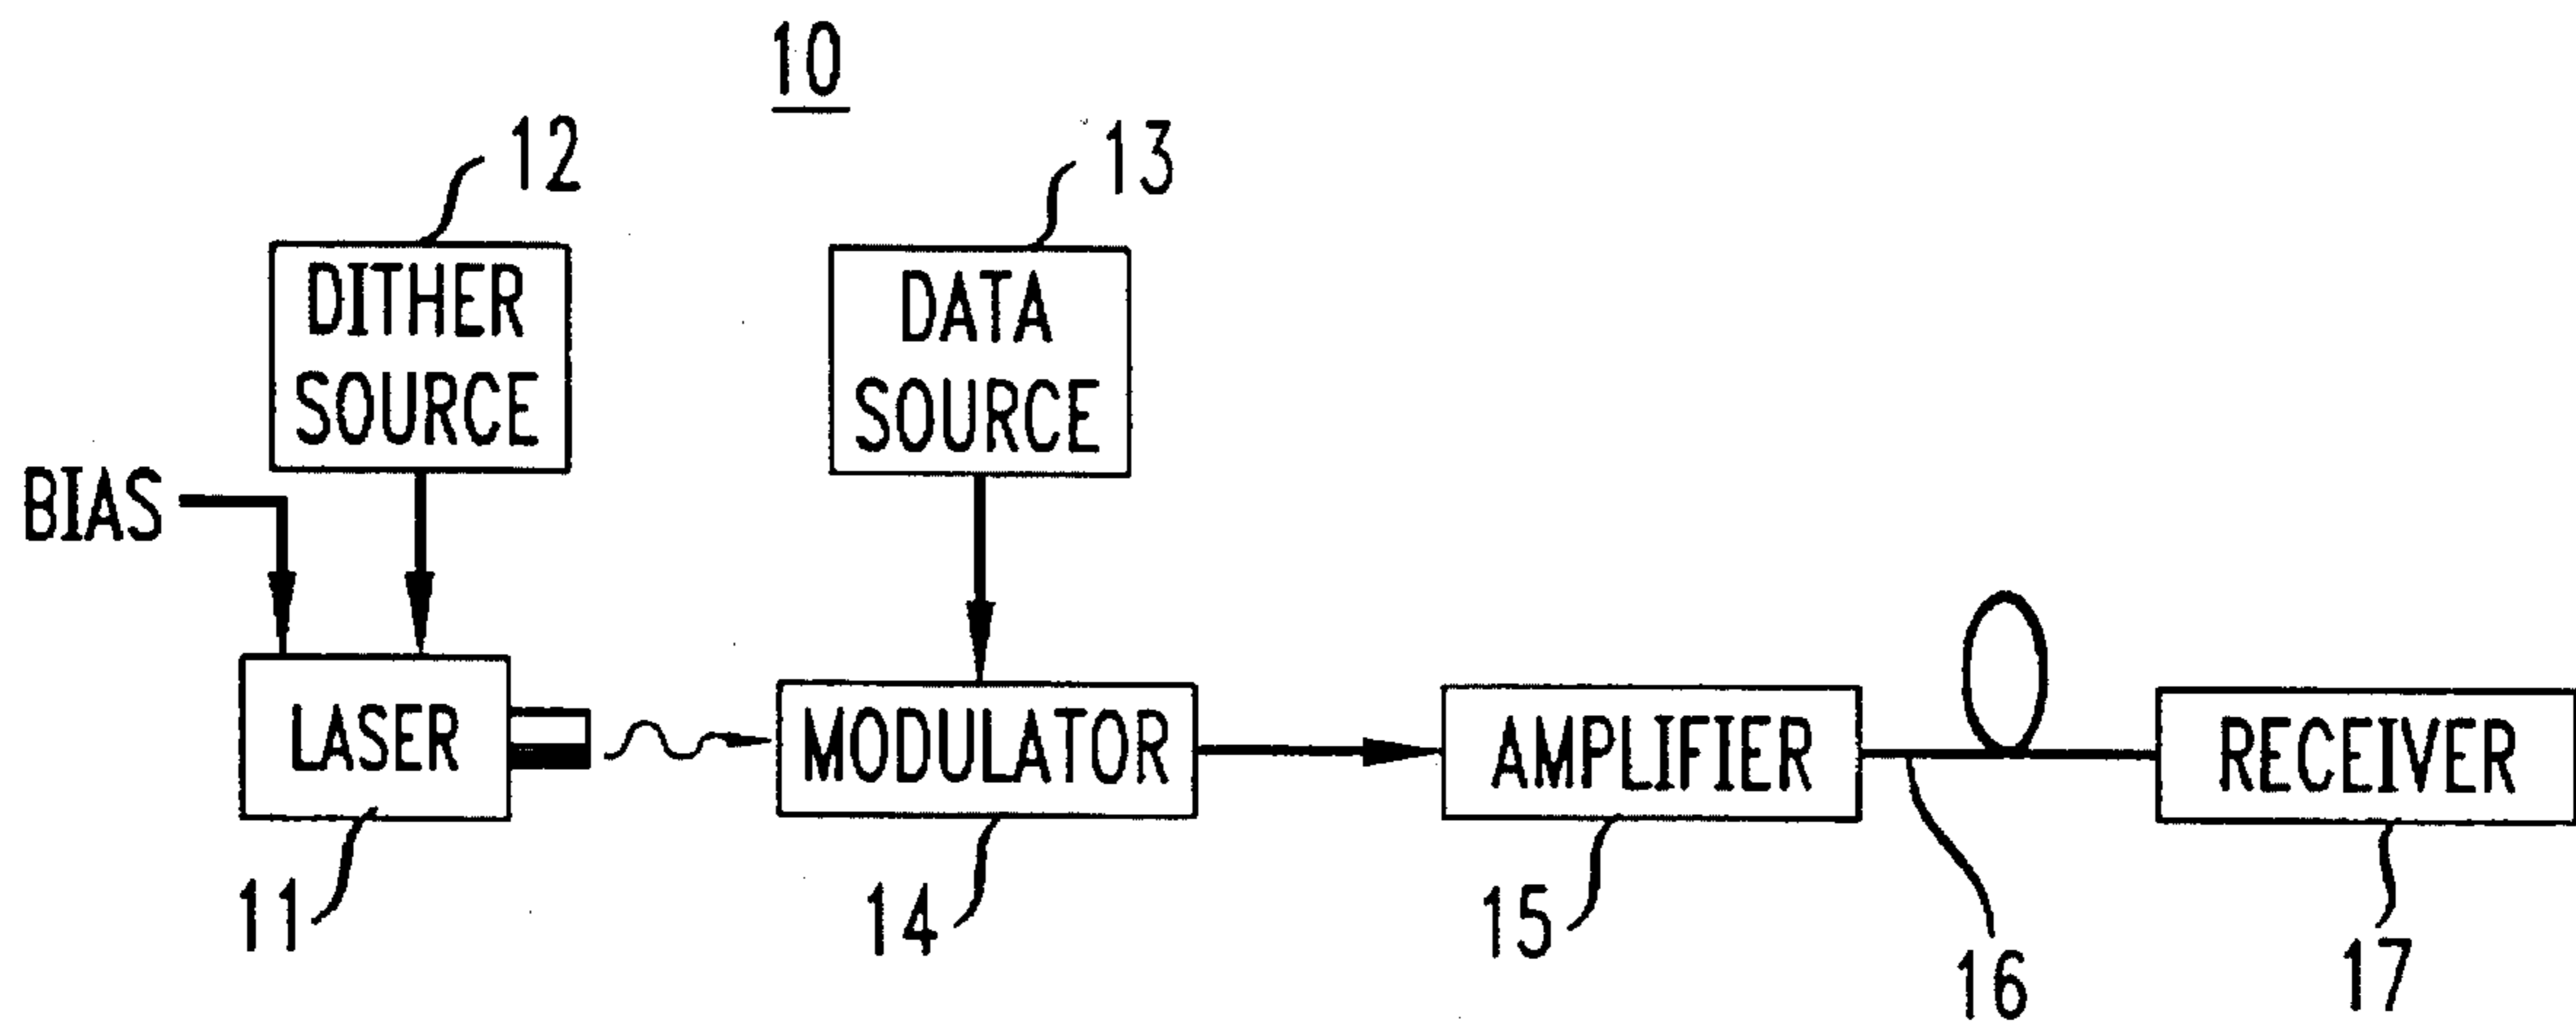 10
12
13
DITHER
SOURCE
DATA
SOURCE
BIAS
LASER
MODULATOR
AMPLIFIER
RECEIVER
11
14
15
16
17